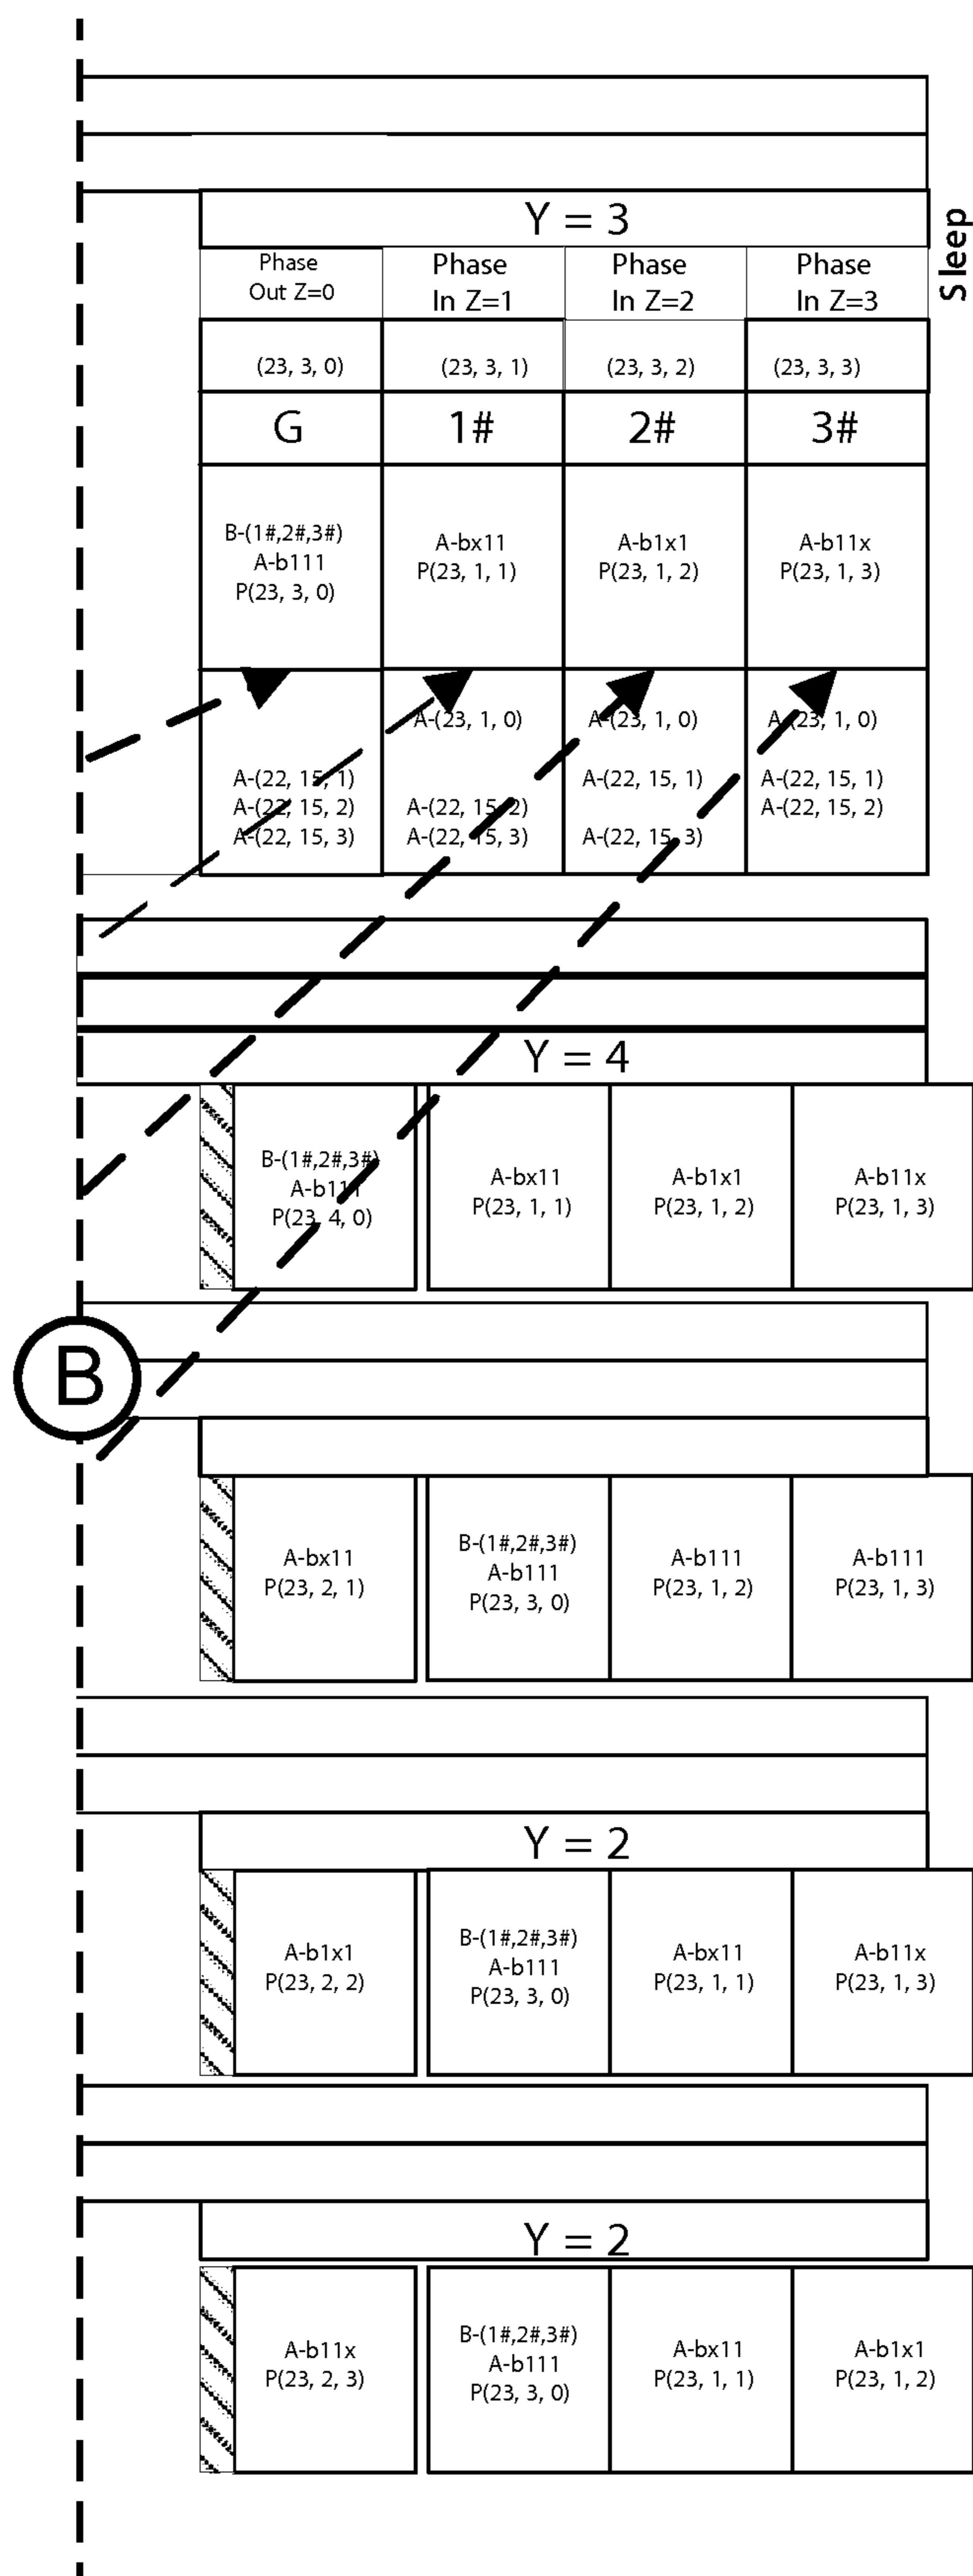 Y = 3
Sleep
Phase Out Z=0
Phase In Z=1
Phase In Z=2
Phase In Z=3
(23, 3, 0)
(23, 3, 1)
(23, 3, 2)
(23, 3, 3)
G
1#
2#
3#
B-(1#,2#,3#)
A-b111
P(23, 3, 0)
A-bx11
P(23, 1, 1)
A-b1x1
P(23, 1, 2)
A-b11x
P(23, 1, 3)
A-(22, 15, 1)
A-(22, 15, 2)
A-(22, 15, 3)
A-(23, 1, 0)
A-(22, 15, 2)
A-(22, 15, 3)
A-(23, 1, 0)
A-(22, 15, 1)
A-(22, 15, 3)
A-(23, 1, 0)
A-(22, 15, 1)
A-(22, 15, 2)
Y = 4
B-(1#,2#,3#)
A-b111
P(23, 4, 0)
A-bx11
P(23, 1, 1)
A-b1x1
P(23, 1, 2)
A-b11x
P(23, 1, 3)
B
A-bx11
P(23, 2, 1)
B-(1#,2#,3#)
A-b111
P(23, 3, 0)
A-b111
P(23, 1, 2)
A-b111
P(23, 1, 3)
Y = 2
A-b1x1
P(23, 2, 2)
B-(1#,2#,3#)
A-b111
P(23, 3, 0)
A-bx11
P(23, 1, 1)
A-b11x
P(23, 1, 3)
Y = 2
A-b11x
P(23, 2, 3)
B-(1#,2#,3#)
A-b111
P(23, 3, 0)
A-bx11
P(23, 1, 1)
A-b1x1
P(23, 1, 2)